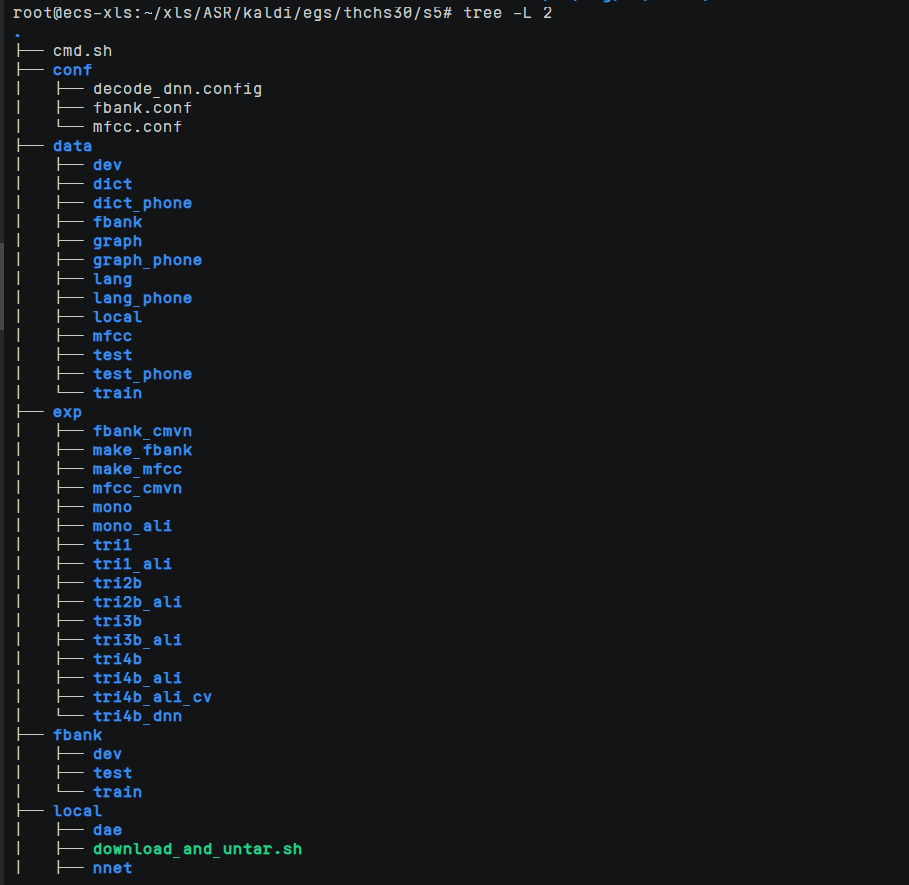 root@ecs-xls:~/xls/ASR/kaldi/egs/thchs30/s5# tree -L 2
.
├── cmd.sh
├── conf
│   ├── decode_dnn.config
│   ├── fbank.conf
│   └── mfcc.conf
├── data
│   ├── dev
│   ├── dict
│   ├── dict_phone
│   ├── fbank
│   ├── graph
│   ├── graph_phone
│   ├── lang
│   ├── lang_phone
│   ├── local
│   ├── mfcc
│   ├── test
│   ├── test_phone
│   └── train
├── exp
│   ├── fbank_cmvn
│   ├── make_fbank
│   ├── make_mfcc
│   ├── mfcc_cmvn
│   ├── mono
│   ├── mono_ali
│   ├── tri1
│   ├── tri1_ali
│   ├── tri2b
│   ├── tri2b_ali
│   ├── tri3b
│   ├── tri3b_ali
│   ├── tri4b
│   ├── tri4b_ali
│   ├── tri4b_ali_cv
│   └── tri4b_dnn
├── fbank
│   ├── dev
│   ├── test
│   └── train
├── local
│   ├── dae
│   ├── download_and_untar.sh
│   ├── nnet